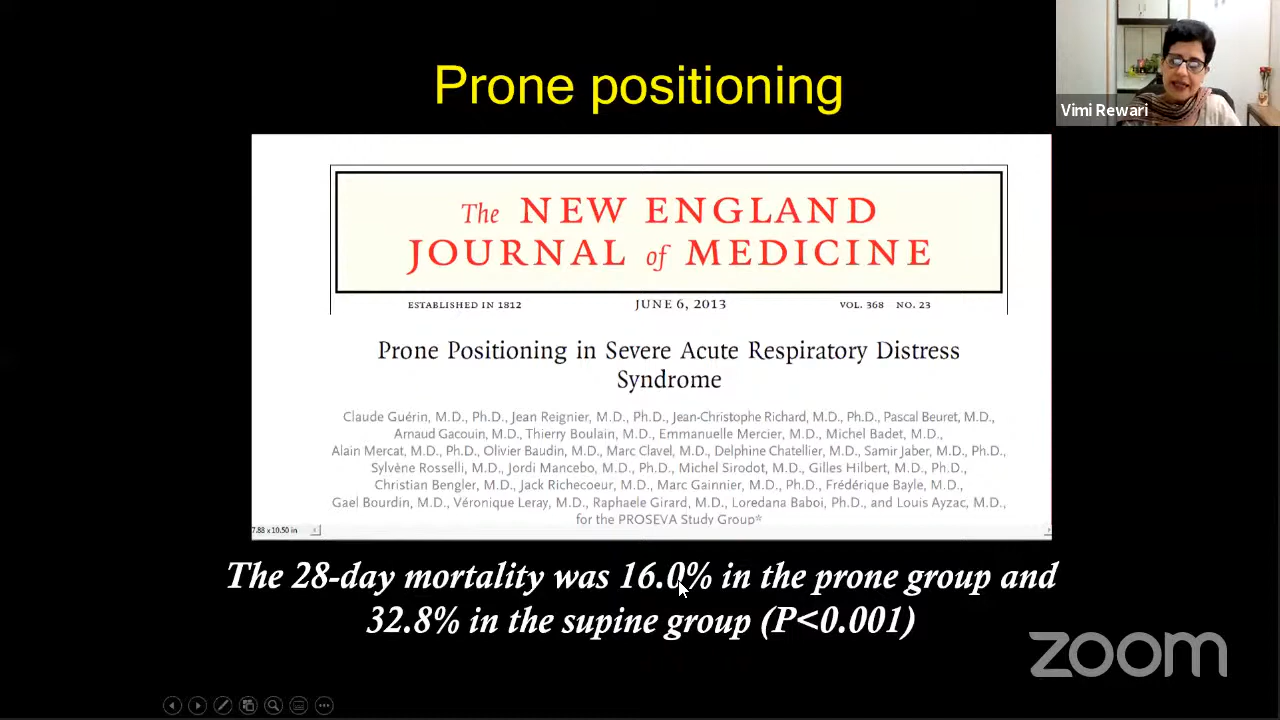 Prone positioning
Vimi Rewari
The NEW ENGLAND
JOURNAL of MEDICINE
ESTABLISHED IN 1812 JUNE 6, 2013 VOL. 368 NO. 23
Prone Positioning in Severe Acute Respiratory Distress
Syndrome
Claude Guérin, M.D., Ph.D., Jean Reignier, M.D., Ph.D., Jean-Christophe Richard, M.D., Ph.D., Pascal Beuret, M.D.,
Arnaud Gacouin, M.D., Thierry Boulain, M.D., Emmanuelle Mercier, M.D., Michel Badet, M.D.,
Alain Mercat, M.D., Ph.D., Olivier Baudin, M.D., Marc Clavel, M.D., Delphine Chatellier, M.D., Samir Jaber, M.D., Ph.D.,
Sylvène Rosselli, M.D., Jordi Mancebo, M.D., Ph.D., Michel Sirodot, M.D., Gilles Hilbert, M.D., Ph.D.,
Christian Bengler, M.D., Jack Richecoeur, M.D., Marc Gainnier, M.D., Ph.D., Frédérique Bayle, M.D.,
Gael Bourdin, M.D., Véronique Leray, M.D., Raphaele Girard, M.D., Loredana Baboi, Ph.D., and Louis Ayzac, M.D.,
for the PROSEVA Study Group*
7.88 x 10.50 in
The 28-day mortality was 16.0% in the prone group and
32.8% in the supine group (P<0.001)
zoom